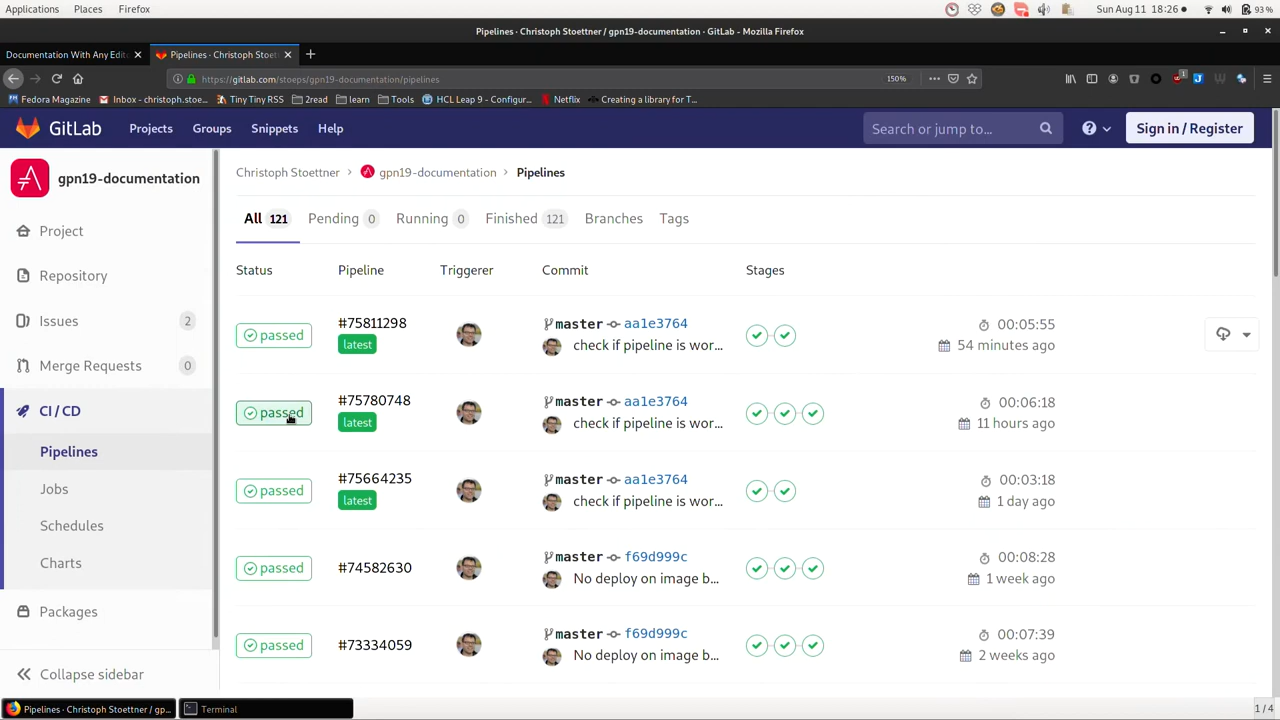 Applications Places Firefox Sun Aug 11 18:26 93 %
Pipelines · Christoph Stoettner / gpn19-documentation · GitLab - Mozilla Firefox
Documentation With Any Edit Pipelines · Christoph Stoet
https://gitlab.com/stoeps/gpn19-documentation/pipelines 150%
Fedora Magazine Inbox - christoph.stoe... Tiny Tiny RSS 2read learn Tools HCL Leap 9 - Configur... Netflix Creating a library for T...
GitLab Projects Groups Snippets Help Search or jump to... Sign in / Register
gpn19-documentation
Christoph Stoettner > gpn19-documentation > Pipelines
Project
Repository
Issues 2
Merge Requests 0
CI / CD
Pipelines
Jobs
Schedules
Charts
Packages
Collapse sidebar
All 121 Pending 0 Running 0 Finished 121 Branches Tags
Status Pipeline Triggerer Commit Stages
passed #75811298 master aa1e3764 00:05:55
latest check if pipeline is wor... 54 minutes ago
passed #75780748 master aa1e3764 00:06:18
latest check if pipeline is wor... 11 hours ago
passed #75664235 master aa1e3764 00:03:18
latest check if pipeline is wor... 1 day ago
passed #74582630 master f69d999c 00:08:28
No deploy on image b... 1 week ago
passed #73334059 master f69d999c 00:07:39
No deploy on image b... 2 weeks ago
Pipelines · Christoph Stoettner / gp... Terminal 1 / 4